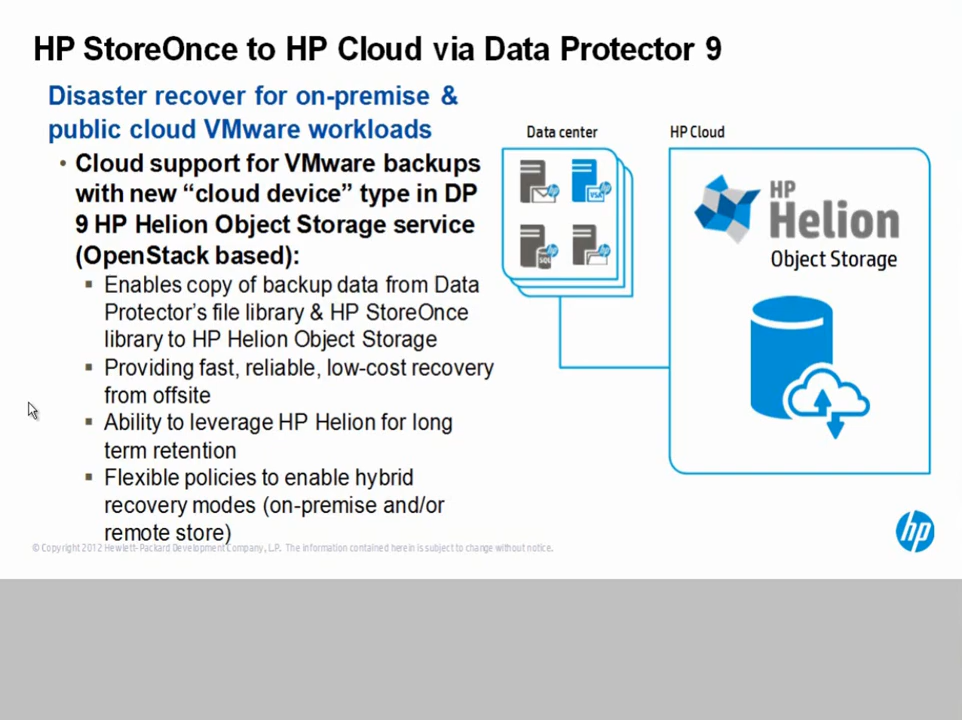 HP StoreOnce to HP Cloud via Data Protector 9
Disaster recover for on-premise &
public cloud VMware workloads
• Cloud support for VMware backups
with new “cloud device” type in DP
9 HP Helion Object Storage service
(OpenStack based):
▪ Enables copy of backup data from Data
Protector’s file library & HP StoreOnce
library to HP Helion Object Storage
▪ Providing fast, reliable, low-cost recovery
from offsite
▪ Ability to leverage HP Helion for long
term retention
▪ Flexible policies to enable hybrid
recovery modes (on-premise and/or
remote store)
Data center
HP Cloud
HP
Helion
Object Storage
© Copyright 2012 Hewlett-Packard Development Company, L.P. The information contained herein is subject to change without notice.
hp